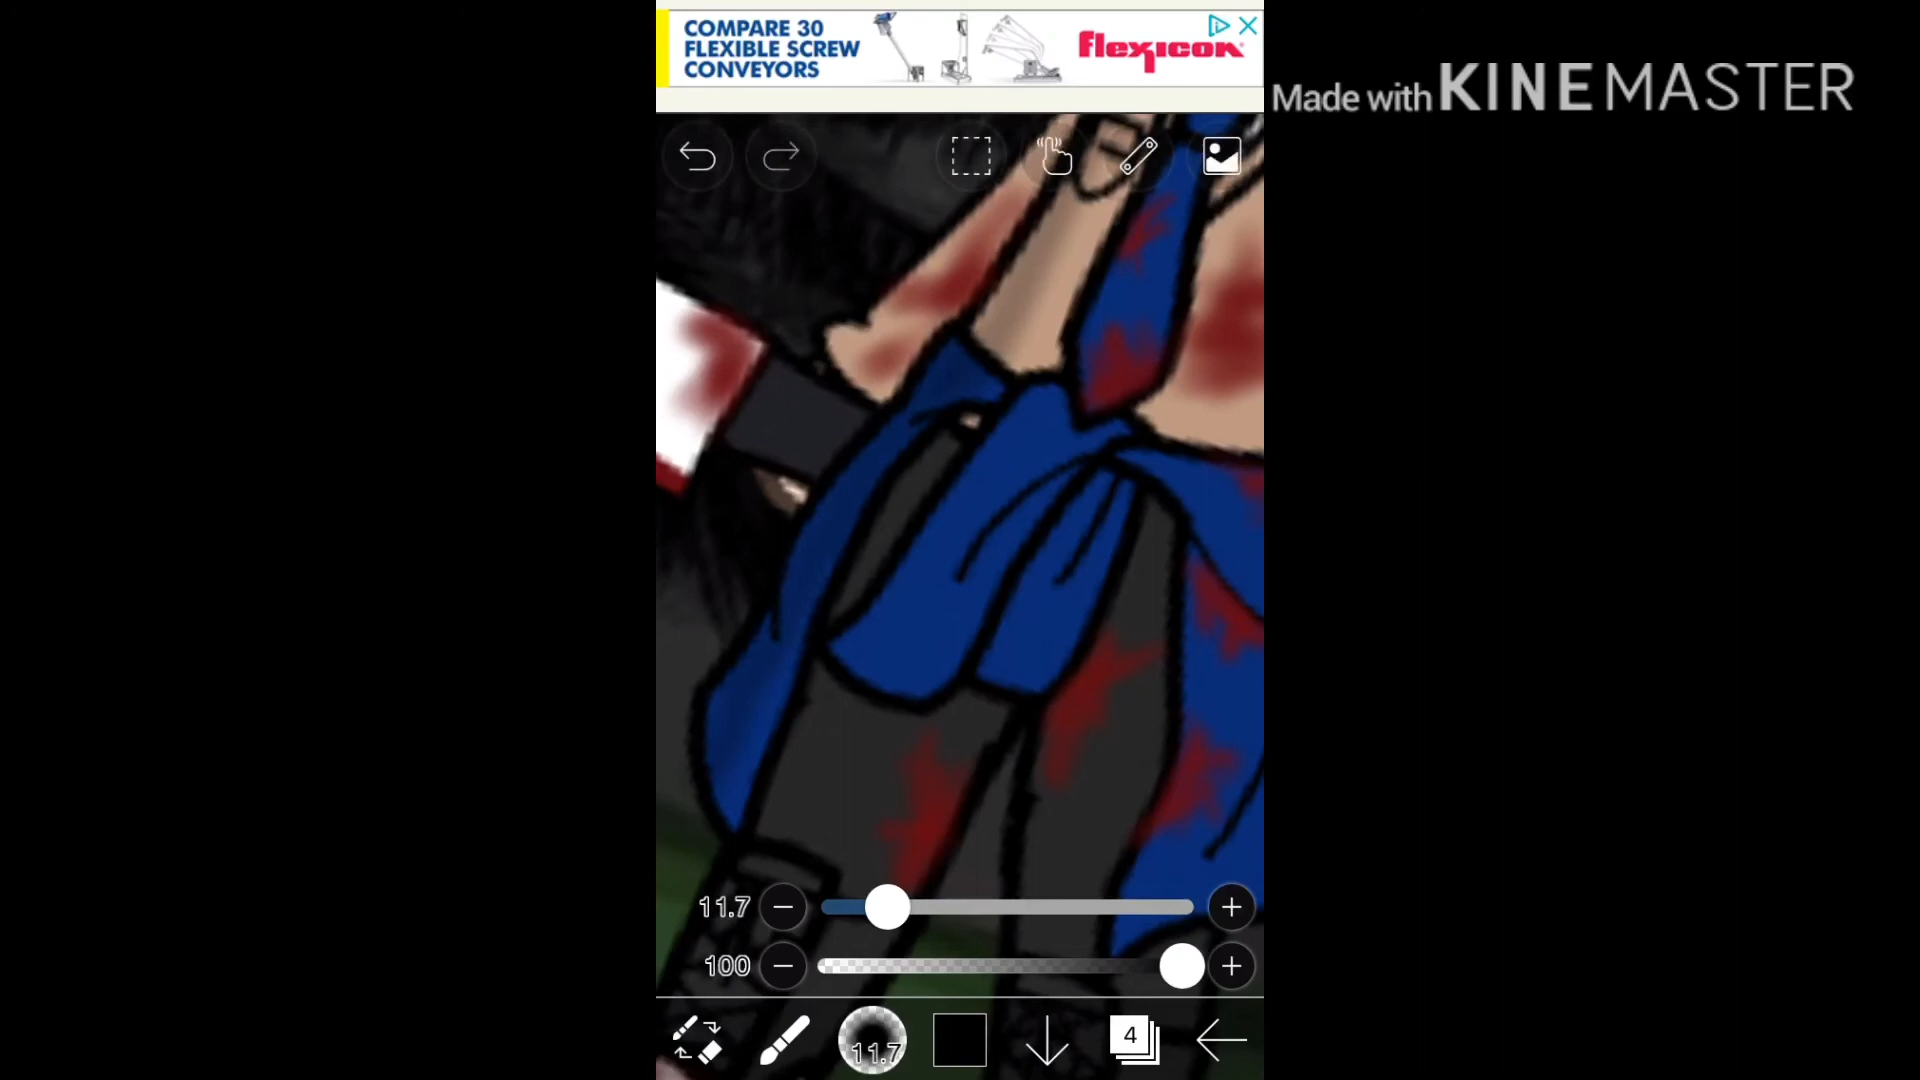 COMPARE 30
FLEXIBLE SCREW
CONVEYORS
flexicon
Made with KINEMASTER
11.7
100
11.7
4